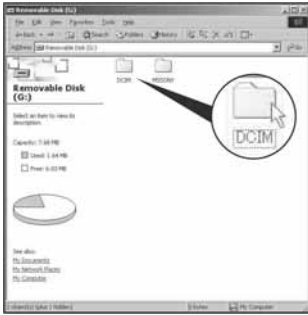 Removable Disk (G:)
File Edit View Favorites Tools Help
Back Search Folders History
Address Removable Disk (G:) Go
DCIM
Removable Disk
(G:)
Select an item to view its
description.
Capacity: 7.68 MB
Used: 1.64 MB
Free: 6.03 MB
DCIM
See also:
My Documents
My Network Places
My Computer
0 bytes My Computer